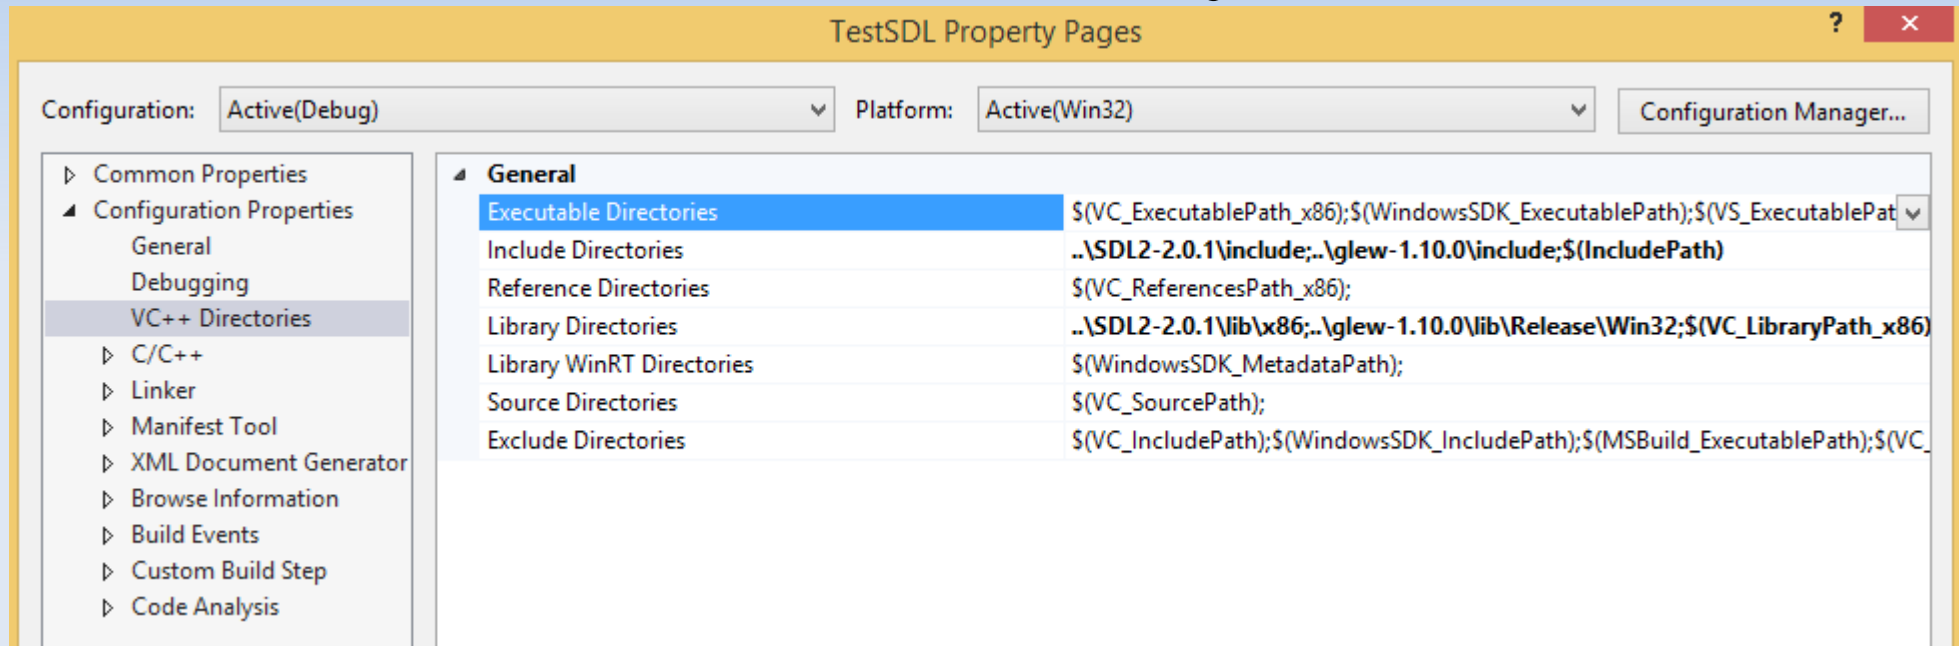 TestSDL Property Pages
?
Configuration: Active(Debug) Platform: Active(Win32) Configuration Manager...
Common Properties
Configuration Properties
General
Debugging
VC++ Directories
C/C++
Linker
Manifest Tool
XML Document Generator
Browse Information
Build Events
Custom Build Step
Code Analysis
General
Executable Directories $(VC_ExecutablePath_x86);$(WindowsSDK_ExecutablePath);$(VS_ExecutablePat
Include Directories ..\SDL2-2.0.1\include;..\glew-1.10.0\include;$(IncludePath)
Reference Directories $(VC_ReferencesPath_x86);
Library Directories ..\SDL2-2.0.1\lib\x86;..\glew-1.10.0\lib\Release\Win32;$(VC_LibraryPath_x86)
Library WinRT Directories $(WindowsSDK_MetadataPath);
Source Directories $(VC_SourcePath);
Exclude Directories $(VC_IncludePath);$(WindowsSDK_IncludePath);$(MSBuild_ExecutablePath);$(VC_